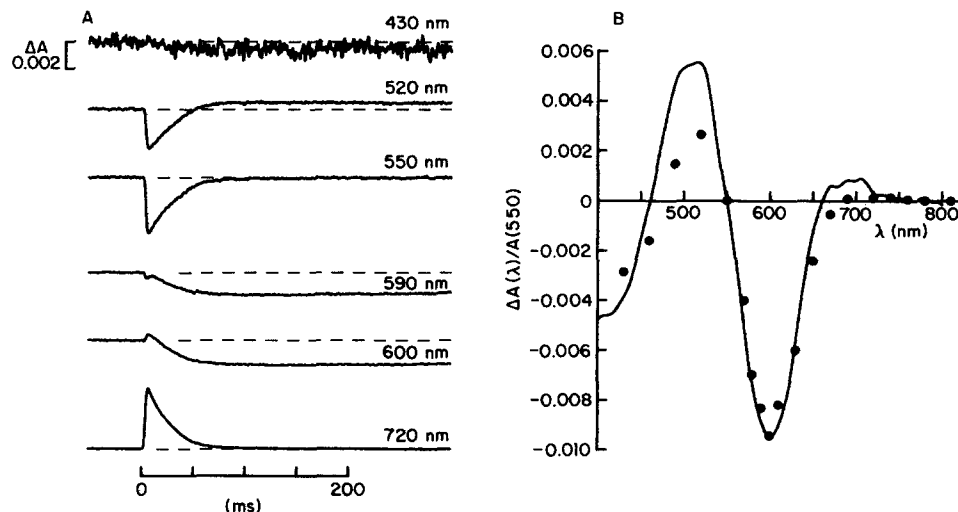 A
430 nm
ΔA
0.002
520 nm
550 nm
590 nm
600 nm
720 nm
0
200
(ms)
B
0.006
0.004
0.002
0
-0.002
-0.004
-0.006
-0.008
-0.010
500
600
700
800
λ (nm)
ΔA(λ)/A(550)